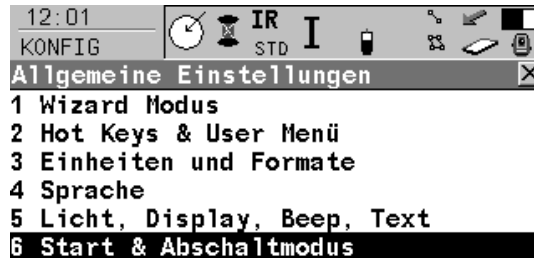 12:01
KONFIG
IR
STD
I
Allgemeine Einstellungen
1 Wizard Modus
2 Hot Keys & User Menü
3 Einheiten und Formate
4 Sprache
5 Licht, Display, Beep, Text
6 Start & Abschaltmodus